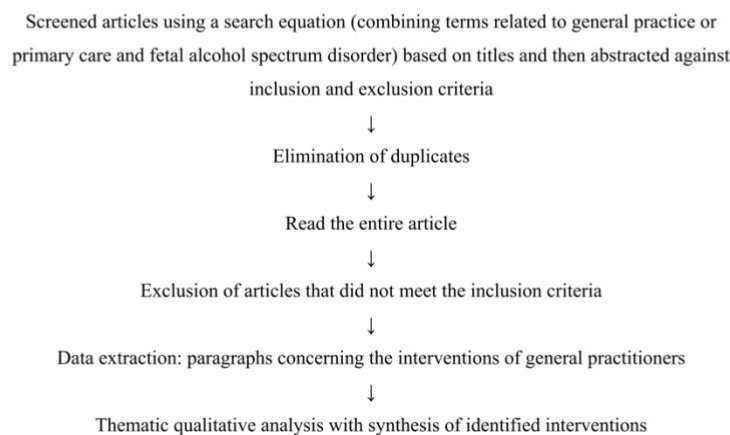 Screened articles using a search equation (combining terms related to general practice or
primary care and fetal alcohol spectrum disorder) based on titles and then abstracted against
inclusion and exclusion criteria
↓
Elimination of duplicates
↓
Read the entire article
↓
Exclusion of articles that did not meet the inclusion criteria
↓
Data extraction: paragraphs concerning the interventions of general practitioners
↓
Thematic qualitative analysis with synthesis of identified interventions